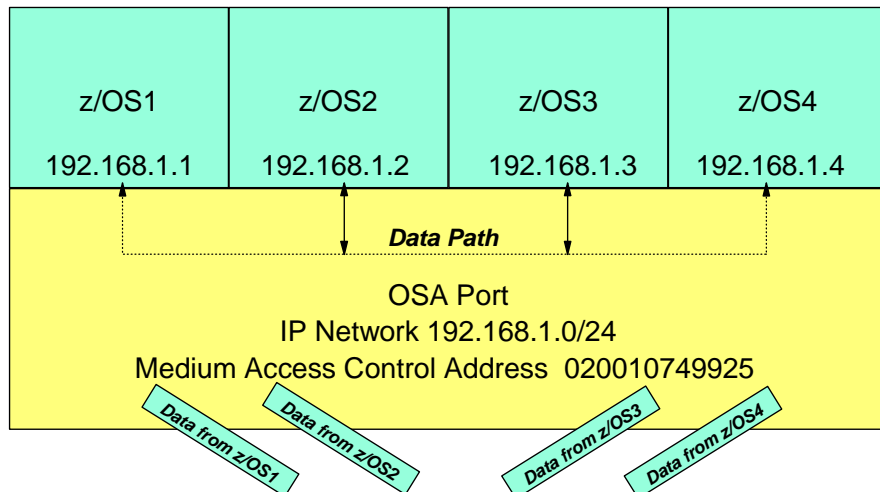 z/OS1
z/OS2
z/OS3
z/OS4
192.168.1.1
192.168.1.2
192.168.1.3
192.168.1.4
Data Path
OSA Port
IP Network 192.168.1.0/24
Medium Access Control Address 020010749925
Data from z/OS1
Data from z/OS2
Data from z/OS3
Data from z/OS4